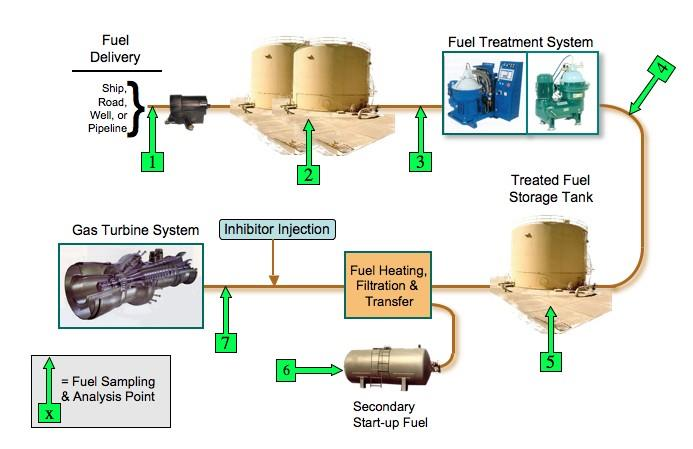 Fuel
Delivery
Ship,
Road,
Well, or
Pipeline
1
2
3
Fuel Treatment System
4
Treated Fuel
Storage Tank
Gas Turbine System
Inhibitor Injection
Fuel Heating,
Filtration &
Transfer
7
6
5
Secondary
Start-up Fuel
x
= Fuel Sampling
& Analysis Point